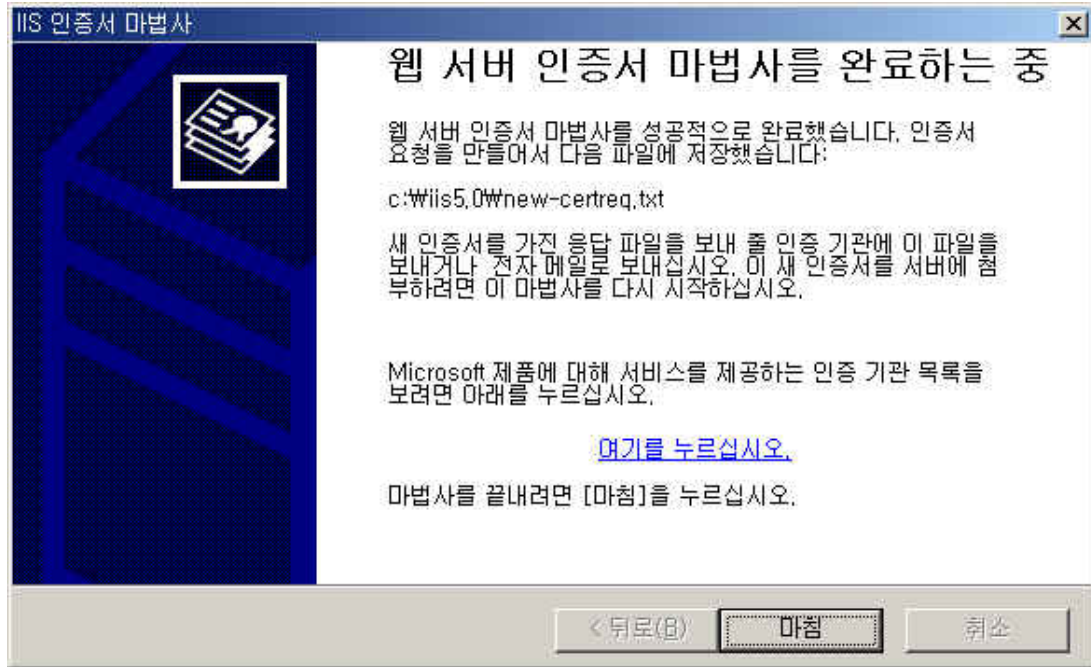 IIS 인증서 마법사
웹 서버 인증서 마법사를 완료하는 중
웹 서버 인증서 마법사를 성공적으로 완료했습니다. 인증서
요청을 만들어서 다음 파일에 저장했습니다:
c:₩iis5.0₩new-certreq.txt
새 인증서를 가진 응답 파일을 보내 줄 인증 기관에 이 파일을
보내거나 전자 메일로 보내십시오. 이 새 인증서를 서버에 첨
부하려면 이 마법사를 다시 시작하십시오.
Microsoft 제품에 대해 서비스를 제공하는 인증 기관 목록을
보려면 아래를 누르십시오.
여기를 누르십시오.
마법사를 끝내려면 [마침]을 누르십시오.
< 뒤로(B) 마침 취소